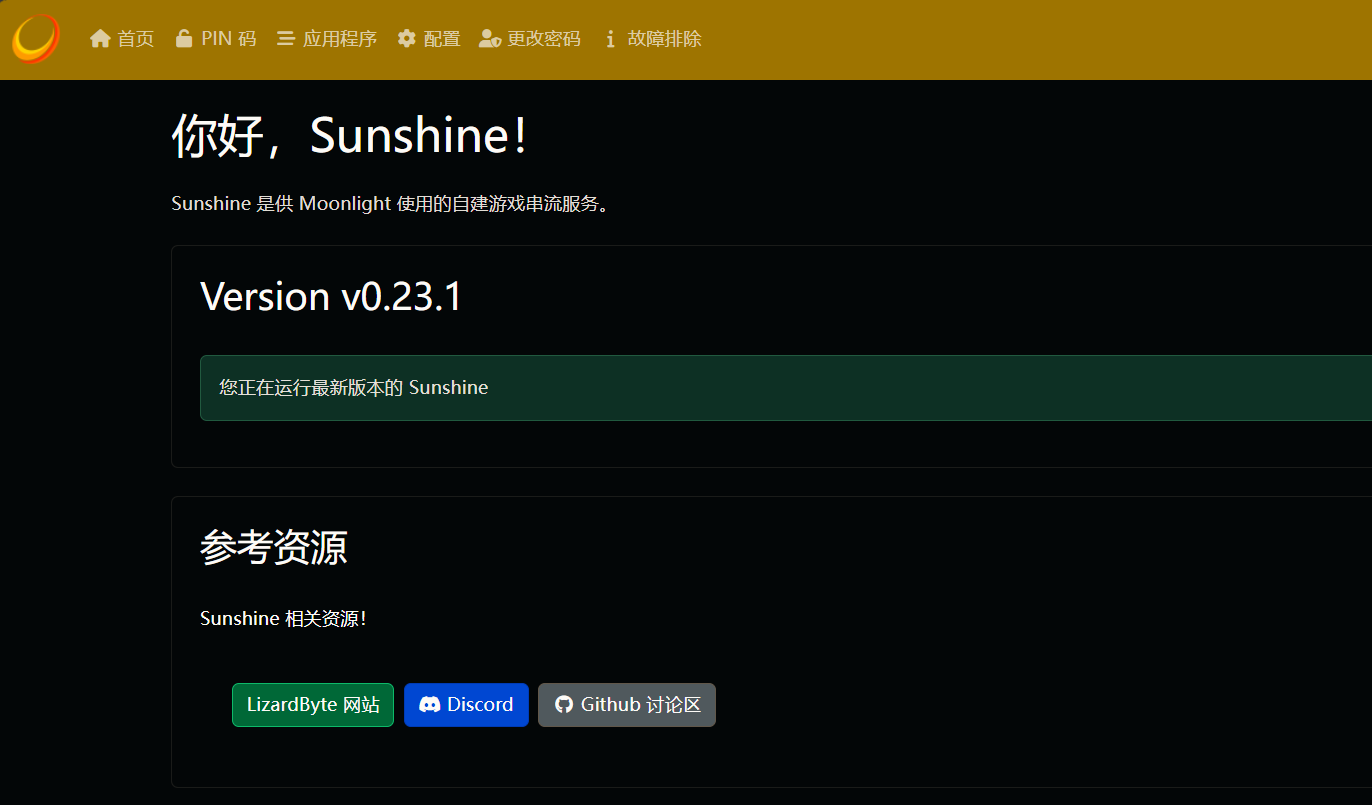 首页 PIN 码 应用程序 配置 更改密码 故障排除
你好，Sunshine！
Sunshine 是供 Moonlight 使用的自建游戏串流服务。
Version v0.23.1
您正在运行最新版本的 Sunshine
参考资源
Sunshine 相关资源！
LizardByte 网站 Discord Github 讨论区